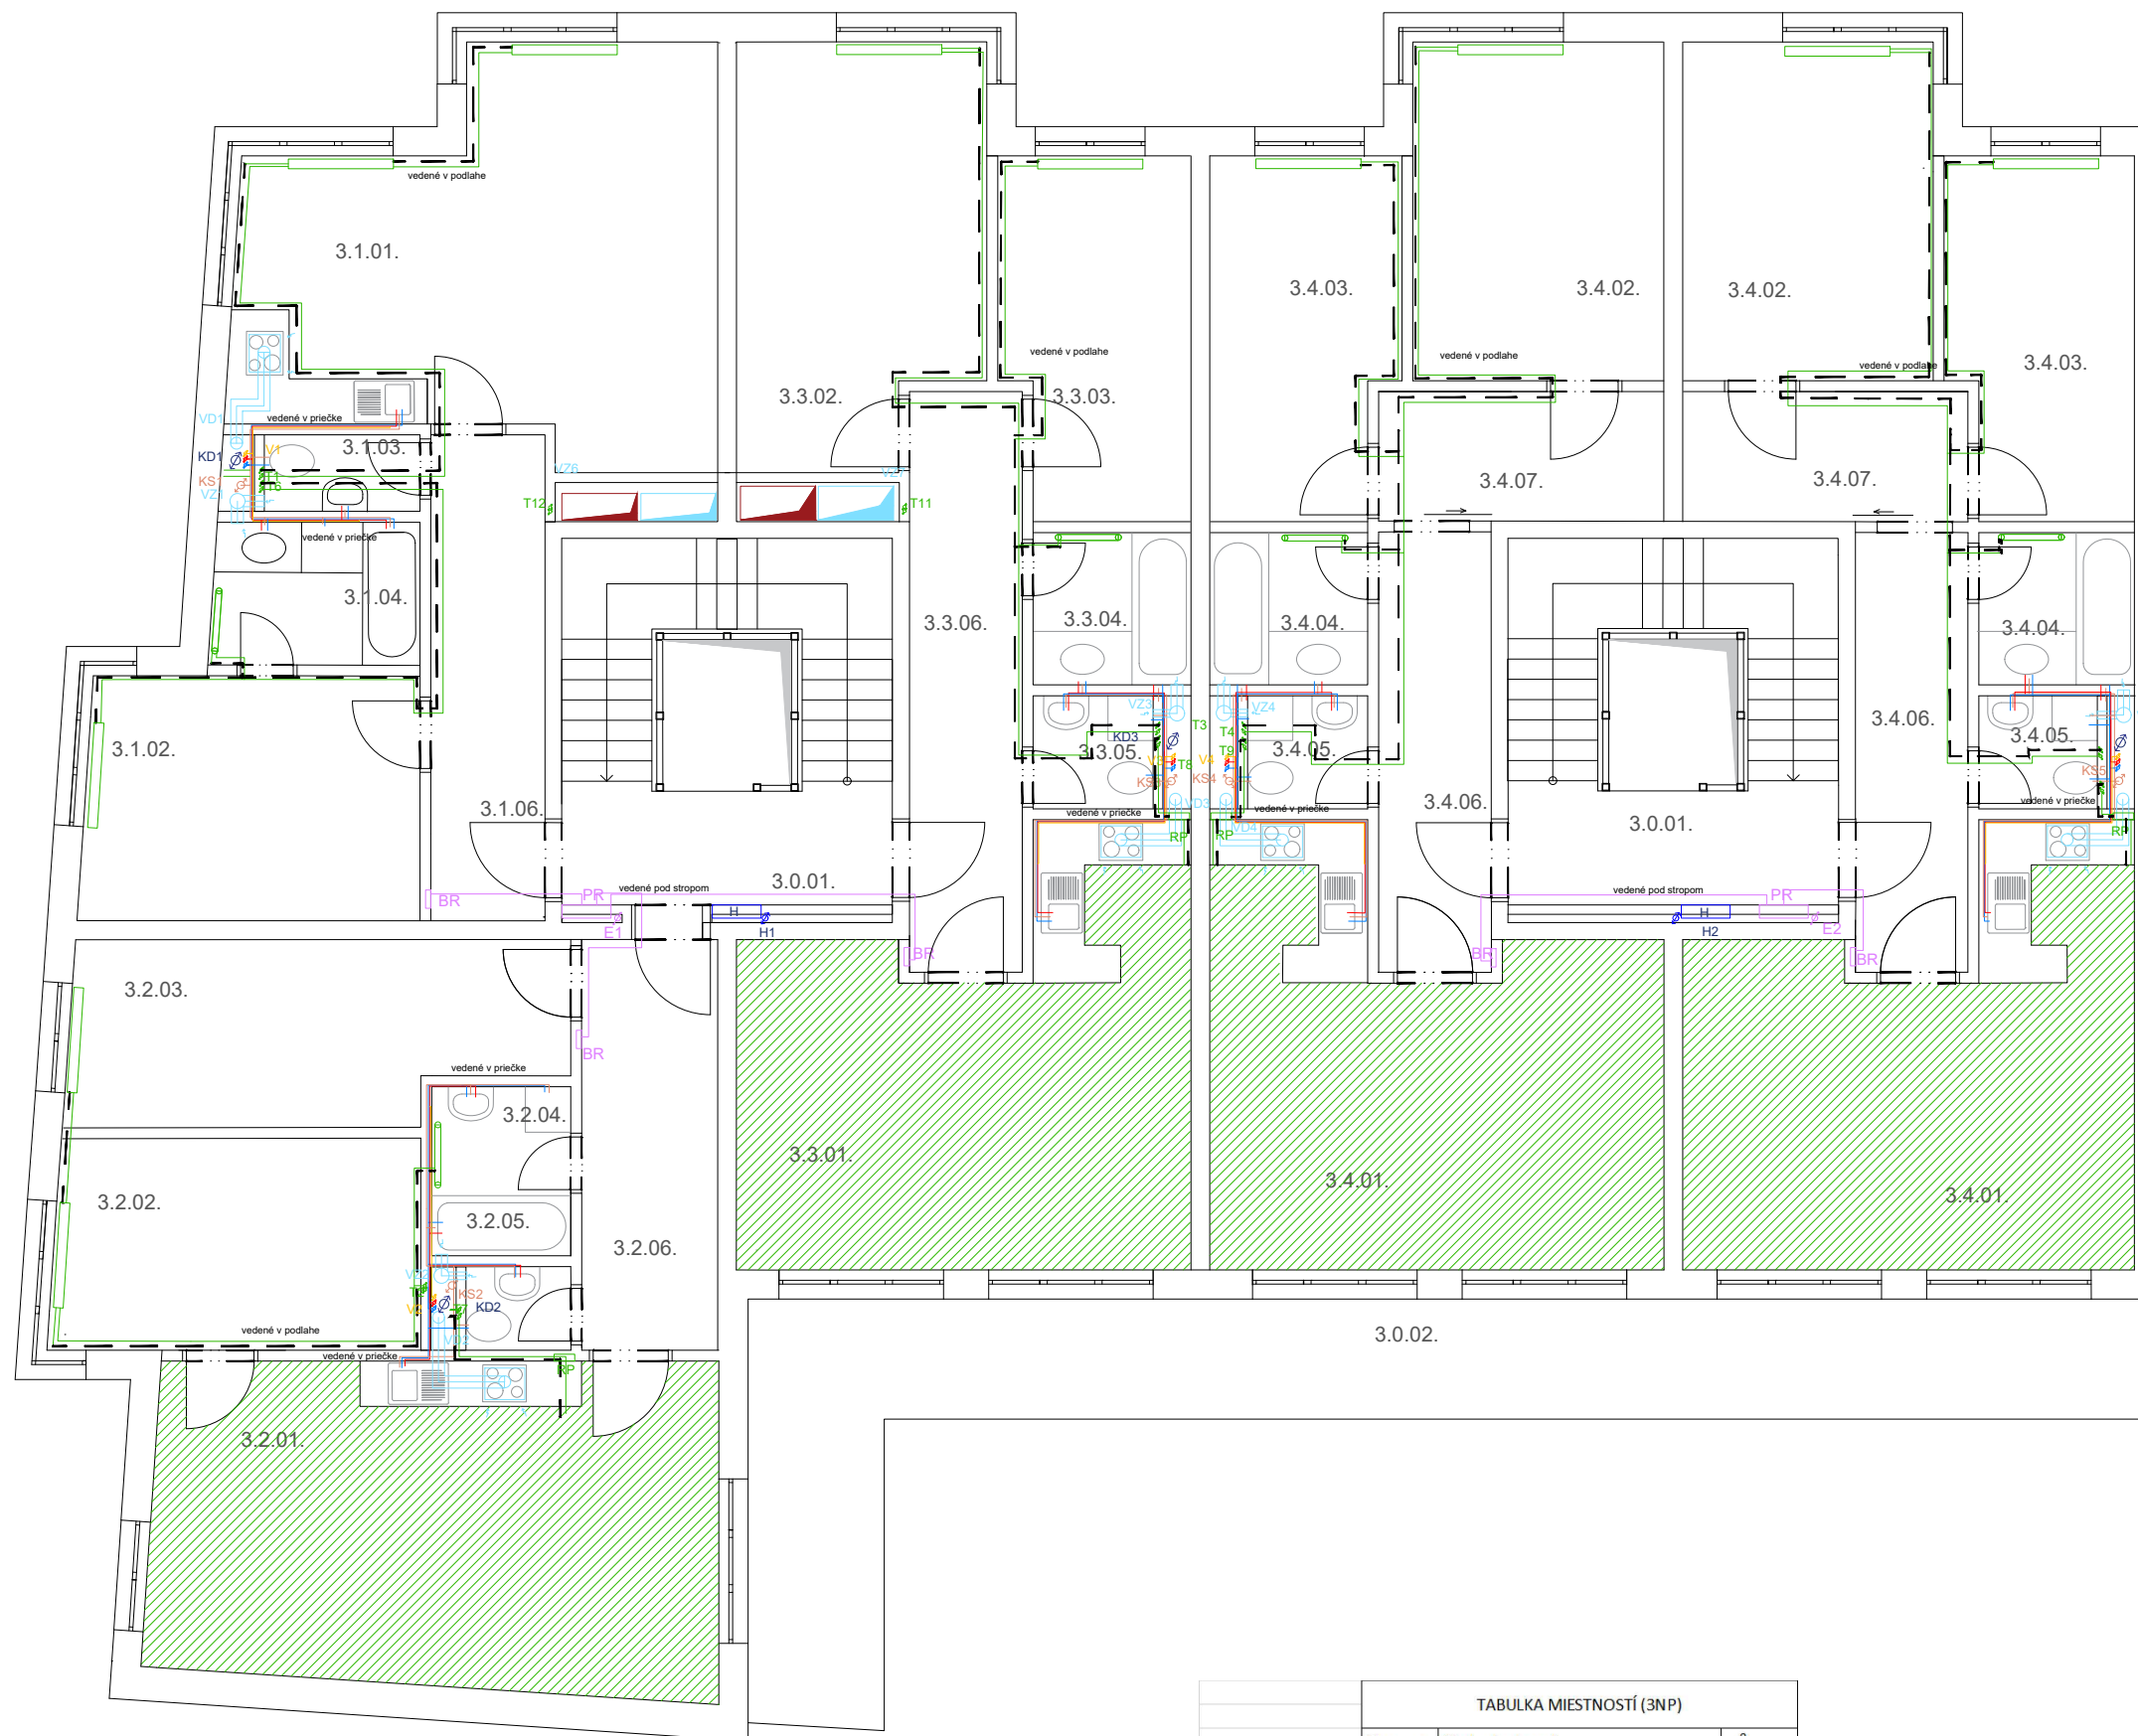 vedené v podlahe
3.1.01.
3.3.02.
3.3.03.
vedené v podlahe
3.4.03.
3.4.02.
vedené v podlahe
3.4.02.
vedené v podlahe
3.4.03.
VD1
vedené v priečke
3.1.03.
V1
KD1
KS1
T6
vedené v priečke
3.1.04.
VZ6
T12
T11
3.4.07.
3.4.07.
3.3.06.
3.3.04.
3.4.04.
3.4.04.
3.1.02.
3.1.06.
VZ3
T3
KD3
3.3.05.
T8
VD3
vedené v priečke
RP
VZ4
T4
T9
V4
KS4
3.4.05.
vedené v priečke
VD4
RP
3.4.06.
3.0.01.
3.4.06.
3.4.05.
KS5
vedené v priečke
RP
BR
PR
E1
vedené pod stropom
3.0.01.
H
H1
BR
BR
vedené pod stropom
H
H2
PR
E2
BR
3.2.03.
BR
vedené v priečke
3.2.04.
3.2.05.
3.2.02.
3.2.06.
KS2
KD2
VD2
vedené v podlahe
vedené v priečke
RP
3.2.01.
3.3.01.
3.4.01.
3.4.01.
3.0.02.
TABULKA MIESTNOSTÍ (3NP)